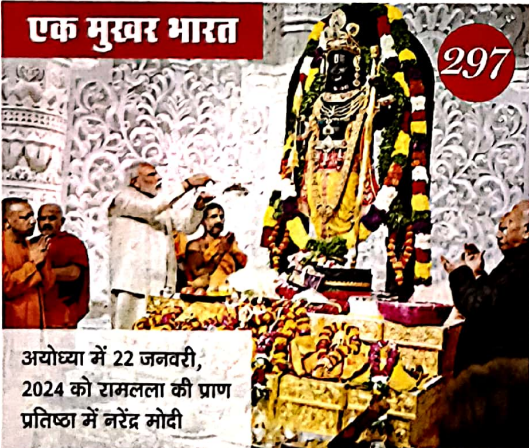 एक मुखर भारत
297
अयोध्या में 22 जनवरी,
2024 को रामलला की प्राण
प्रतिष्ठा में नरेंद्र मोदी